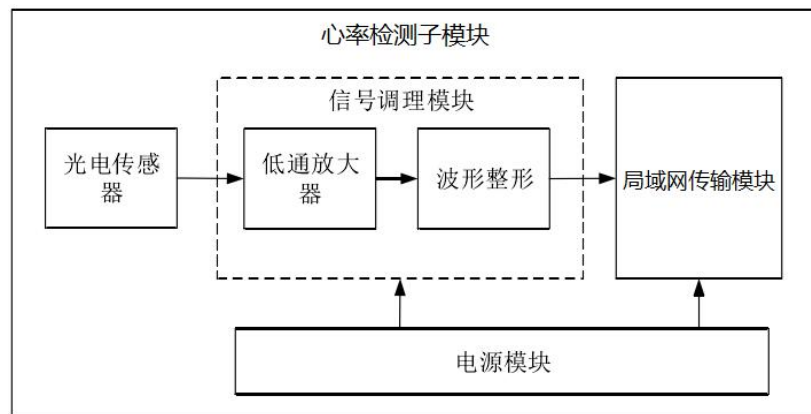 心率检测子模块
信号调理模块
光电传感
器
低通放大
器
波形整形
局域网传输模块
电源模块